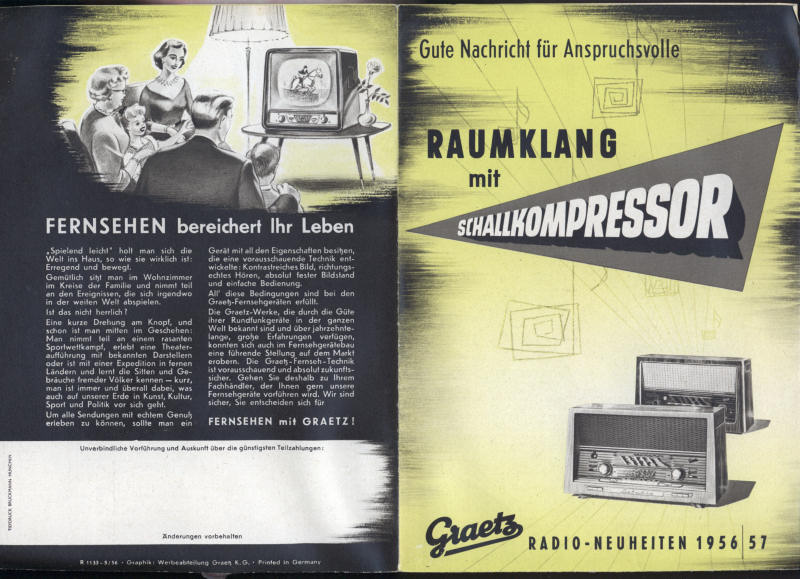 FERNSEHEN bereichert Ihr Leben
„Spielend leicht" holt man sich die
Welt ins Haus, so wie sie wirklich ist:
Erregend und bewegt.
Gemütlich sitzt man im Wohnzimmer
im Kreise der Familie und nimmt teil
an den Ereignissen, die sich irgendwo
in der weiten Welt abspielen.
Ist das nicht herrlich?
Eine kurze Drehung am Knopf, und
schon ist man mitten im Geschehen:
Man nimmt teil an einem rasanten
Sportwettkampf, erlebt eine Theater-
aufführung mit bekannten Darstellern
oder ist mit einer Expedition in fernen
Ländern und lernt die Sitten und Ge-
bräuche fremder Völker kennen — kurz,
man ist immer und überall dabei, was
auch auf unserer Erde in Kunst, Kultur,
Sport und Politik vor sich geht.
Um alle Sendungen mit echtem Genuß
erleben zu können, sollte man ein
Gerät mit all den Eigenschaften besitzen,
die eine vorausschauende Technik ent-
wickelte: Kontrastreiches Bild, richtungs-
echtes Hören, absolut fester Bildstand
und einfache Bedienung.
All' diese Bedingungen sind bei den
Graetz-Fernsehgeräten erfüllt.
Die Graetz-Werke, die durch die Güte
ihrer Rundfunkgeräte in der ganzen
Welt bekannt sind und über jahrzehnte-
lange, große Erfahrungen verfügen,
konnten sich auch im Fernsehgerätebau
eine führende Stellung auf dem Markt
erobern. Die Graetz-Fernseh-Technik
ist vorausschauend und absolut zukunfts-
sicher. Gehen Sie deshalb zu Ihrem
Fachhändler, der Ihnen gern unsere
Fernsehgeräte vorführen wird. Wir sind
sicher, Sie entscheiden sich für
FERNSEHEN mit GRAETZ!
Unverbindliche Vorführung und Auskunft über die günstigsten Teilzahlungen:
TIEFDRUCK BRUCKMANN MÜNCHEN
Änderungen vorbehalten
R 1133 - 5/56 · Graphik: Werbeabteilung Graetz K.G. · Printed in Germany
Gute Nachricht für Anspruchsvolle
RAUMKLANG
mit
SCHALLKOMPRESSOR
Graetz
RADIO-NEUHEITEN 1956/57